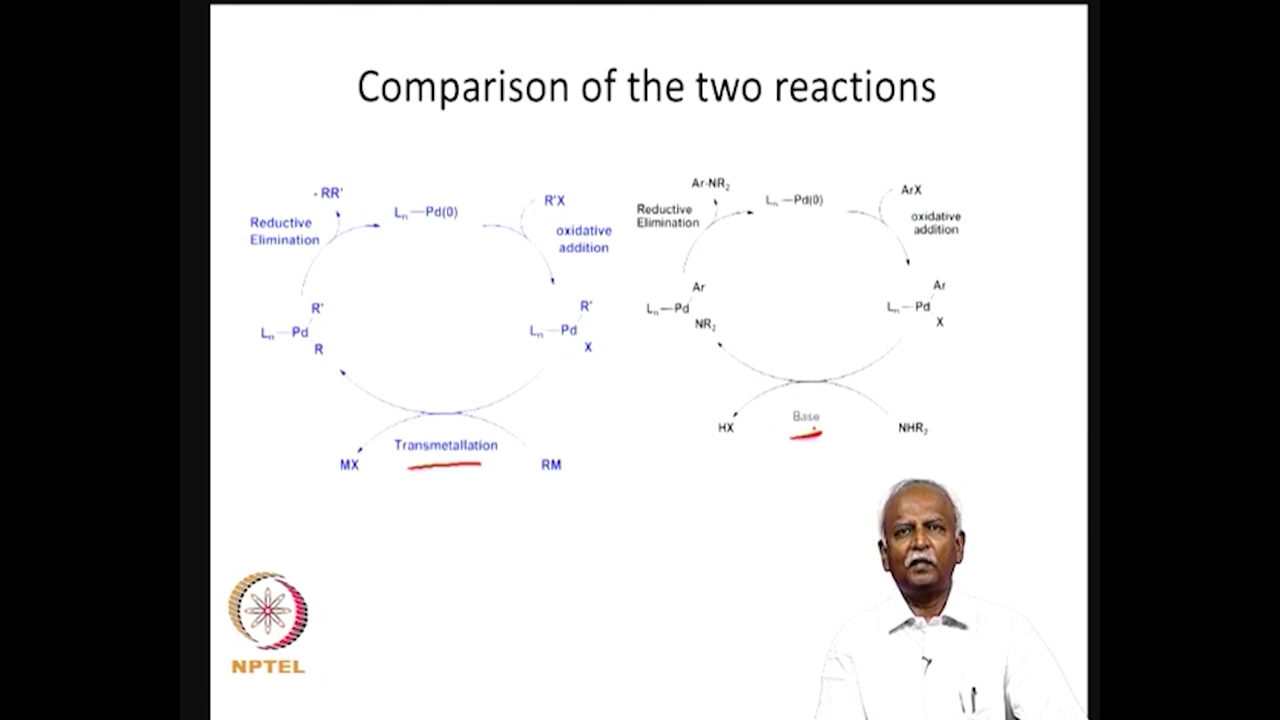 Comparison of the two reactions
- RR'
Lₙ—Pd(0)
R'X
Reductive
Elimination
oxidative
addition
R'
Lₙ—Pd
R
R'
Lₙ—Pd
X
Transmetallation
MX
RM
Ar-NR₂
Lₙ—Pd(0)
ArX
Reductive
Elimination
oxidative
addition
Ar
Lₙ—Pd
NR₂
Ar
Lₙ—Pd
X
Base
HX
NHR₂
NPTEL